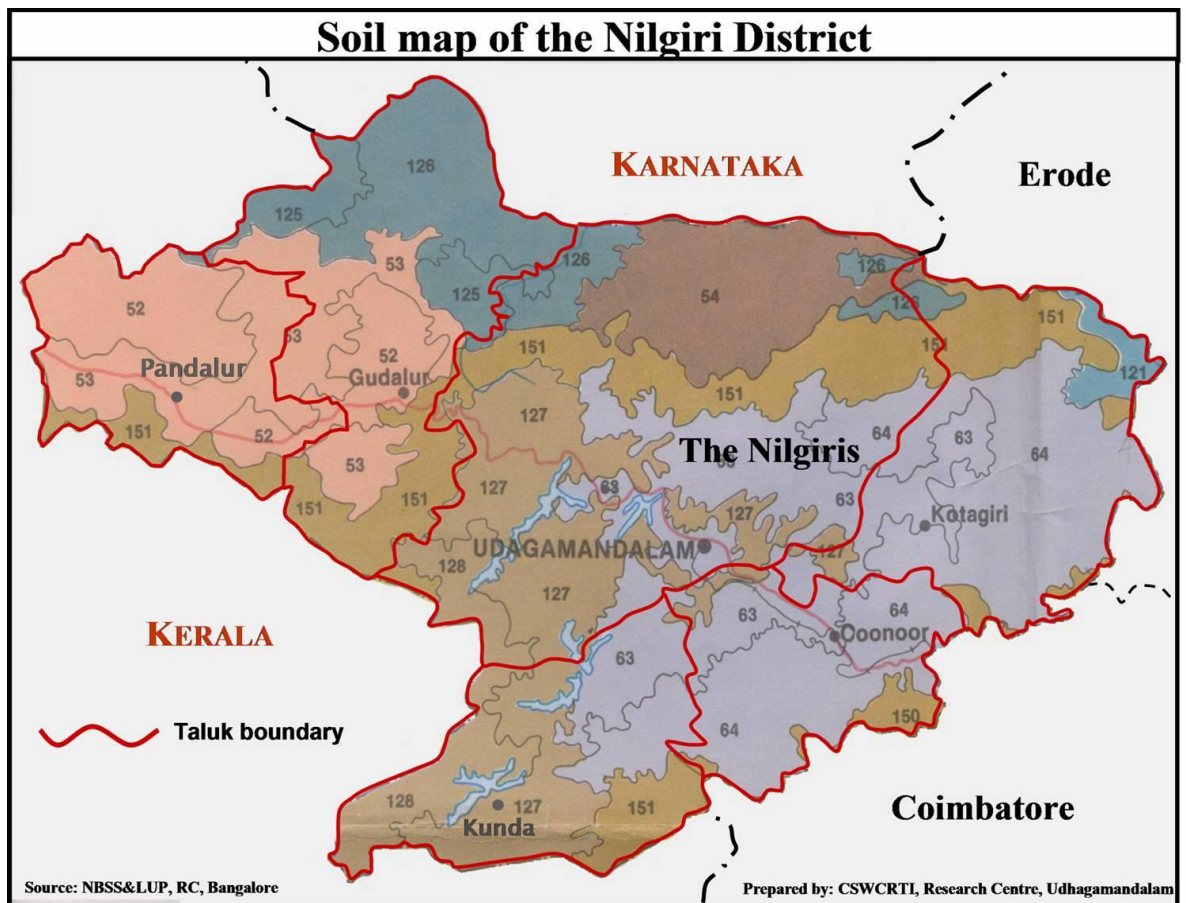 Soil map of the Nilgiri District
126
KARNATAKA
Erode
125
53
126
126
52
125
54
126
53
151
151
151
52
121
Pandalur
53
Gudalur
151
127
151
52
64
63
The Nilgiris
64
53
127
63
151
151
63
127
Kotagiri
UDAGAMANDALAM
127
128
127
64
63
KERALA
Coonoor
63
150
Taluk boundary
64
128
127
151
Coimbatore
Kunda
Source: NBSS&LUP, RC, Bangalore
Prepared by: CSWCRTI, Research Centre, Udhagamandalam